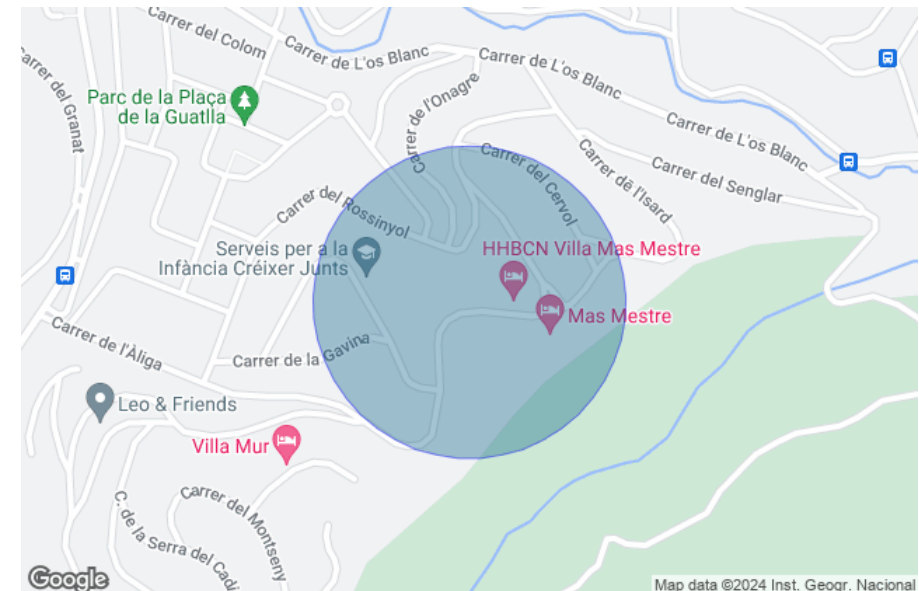 Carrer del Colom
Carrer de L'os Blanc
Carrer de L'os Blanc
Carrer de L'os Blanc
arrer del Granat
Parc de la Plaça
de la Guatlla
Carrer de l'Onagre
Carrer del Cervol
Carrer de l'Isard
Carrer del Senglar
Carrer del Rossinyol
Serveis per a la
Infància Créixer Junts
HHBCN Villa Mas Mestre
Mas Mestre
Carrer de l'Àliga
Carrer de la Gavina
Leo & Friends
Villa Mur
Carrer del Montseny
C. de la Serra del Cadí
Google
Map data ©2024 Inst. Geogr. Nacional